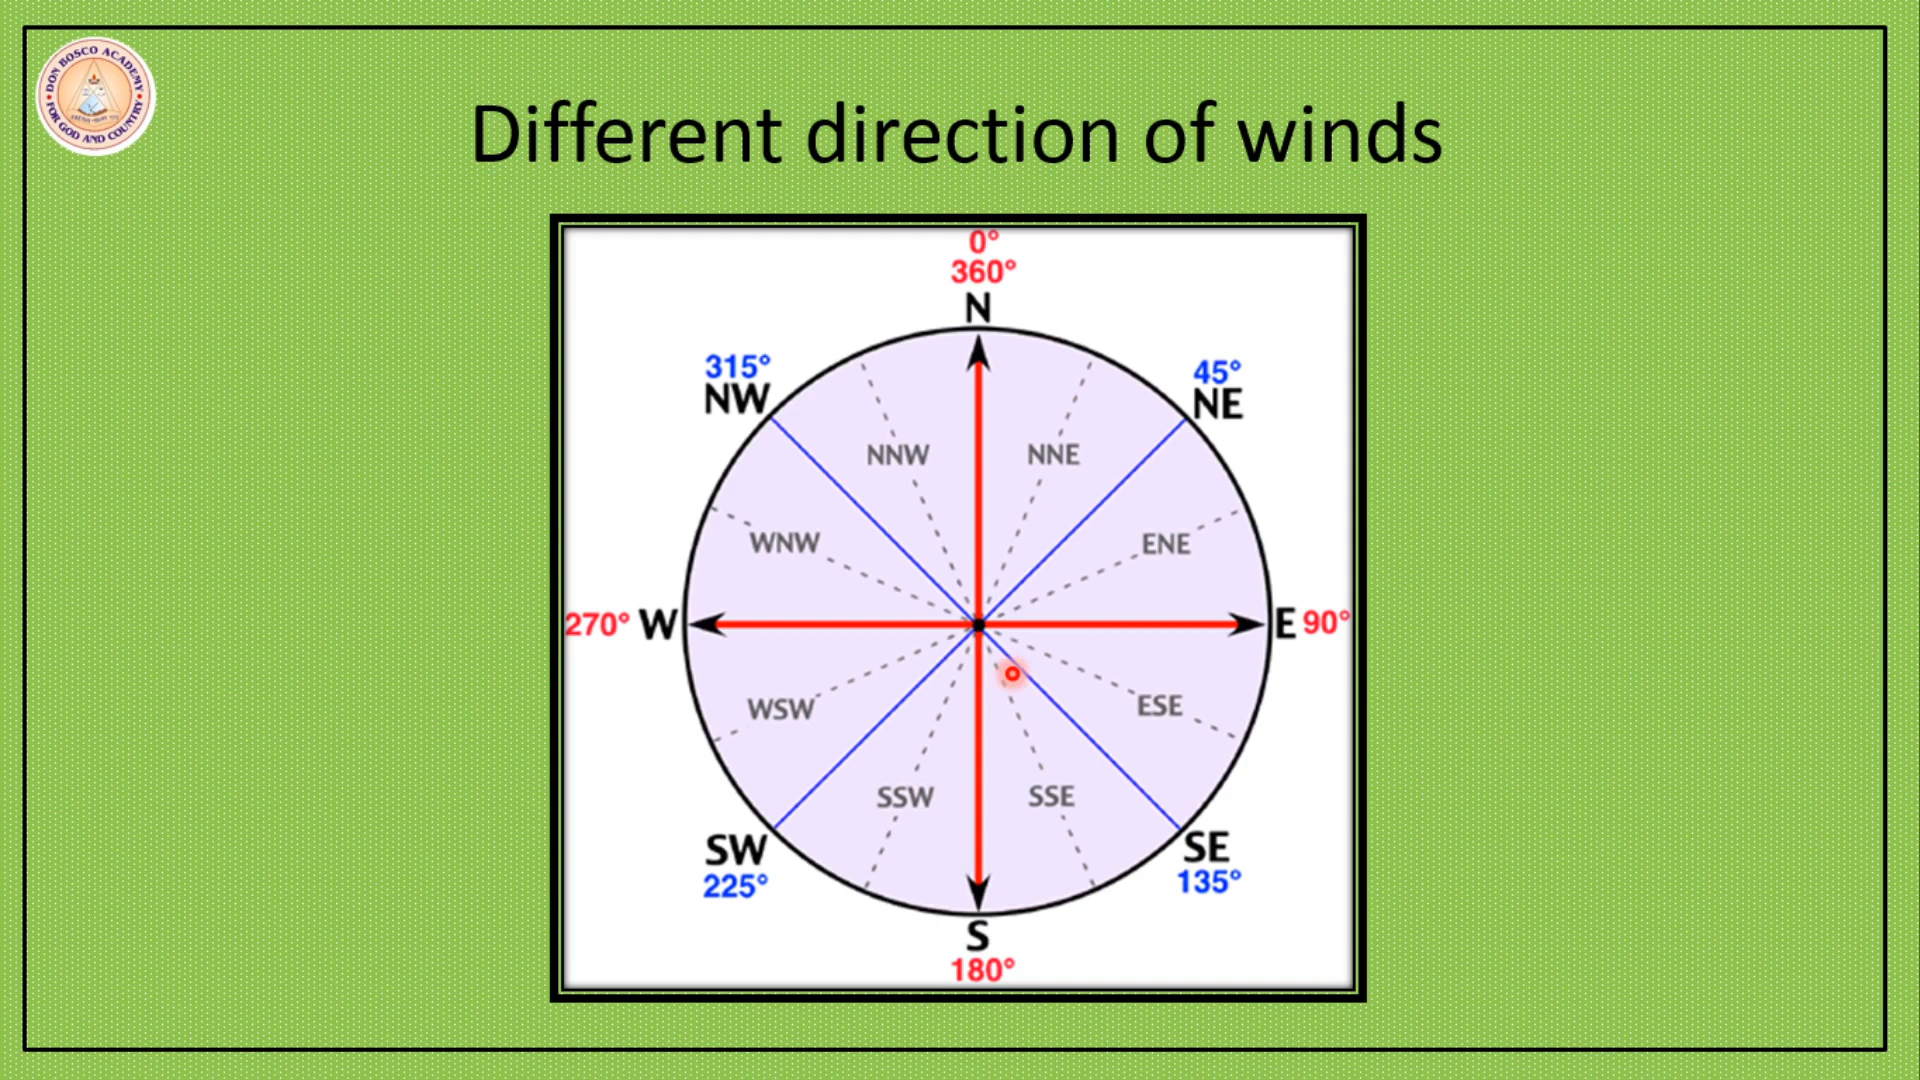 DON BOSCO ACADEMY
FOR GOD AND COUNTRY
Different direction of winds
0°
360°
N
315°
NW
45°
NE
NNW
NNE
WNW
ENE
270° W
E 90°
WSW
ESE
SSW
SSE
SW
225°
SE
135°
S
180°